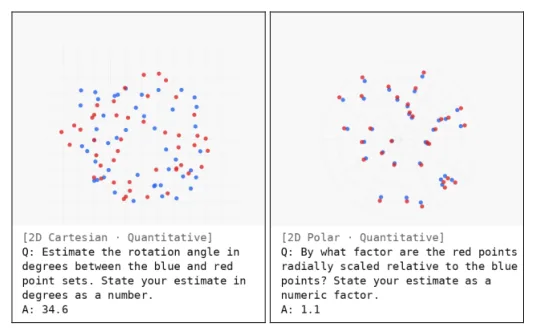 [2D Cartesian · Quantitative]
Q: Estimate the rotation angle in
degrees between the blue and red
point sets. State your estimate in
degrees as a number.
A: 34.6
[2D Polar · Quantitative]
Q: By what factor are the red points
radially scaled relative to the blue
points? State your estimate as a
numeric factor.
A: 1.1